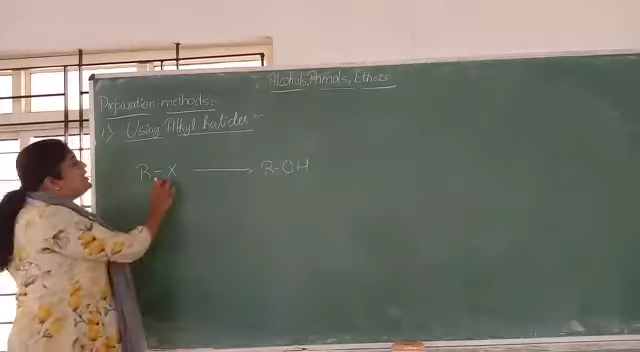 Alcohols, Phenols, Ethers
Preparation methods:-
1) Using Alkyl halides -
R-X ⟶ R-OH